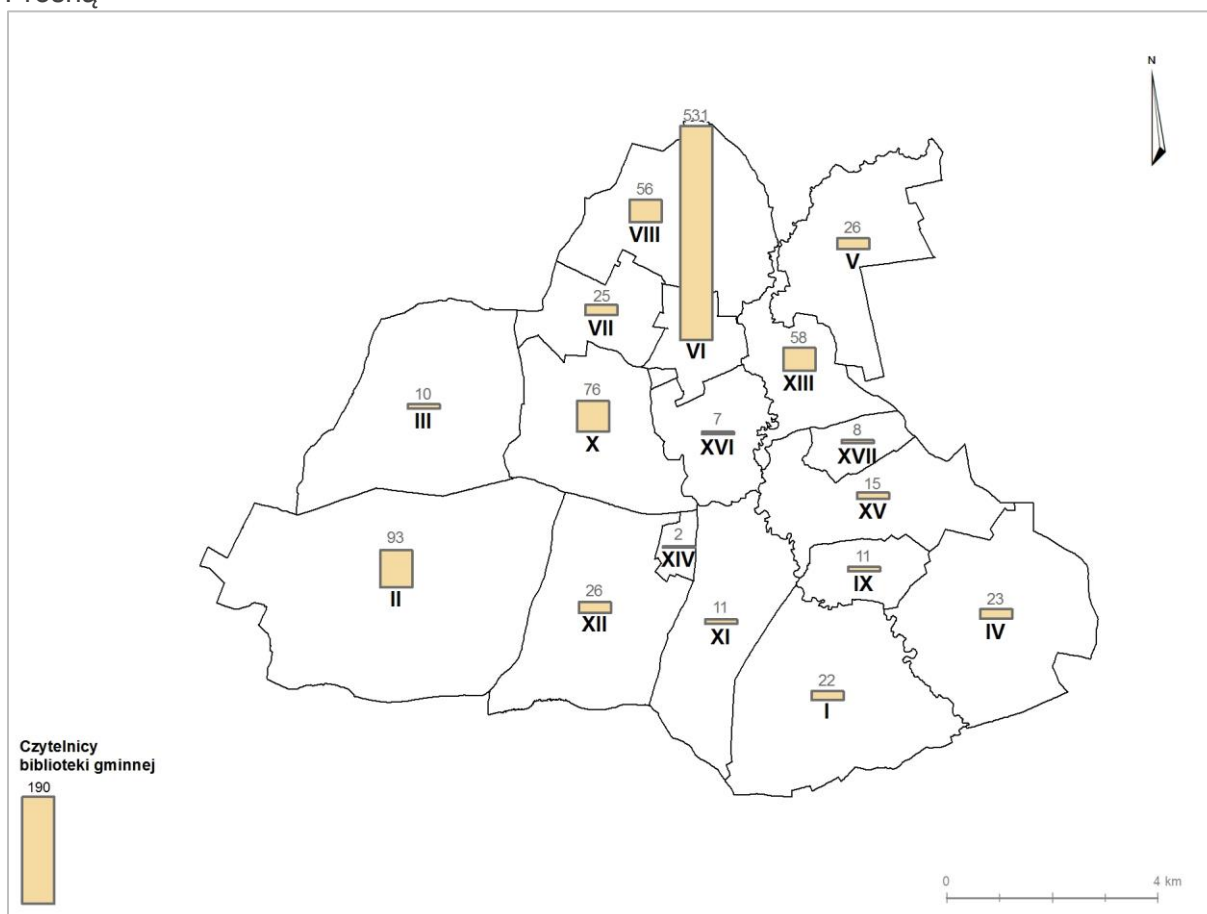 N
531
56
VIII
26
V
25
VII
VI
58
XIII
10
III
76
X
7
XVI
8
XVII
15
XV
93
II
2
XIV
11
IX
26
XII
11
XI
23
IV
22
I
Czytelnicy
biblioteki gminnej
190
0 4 km